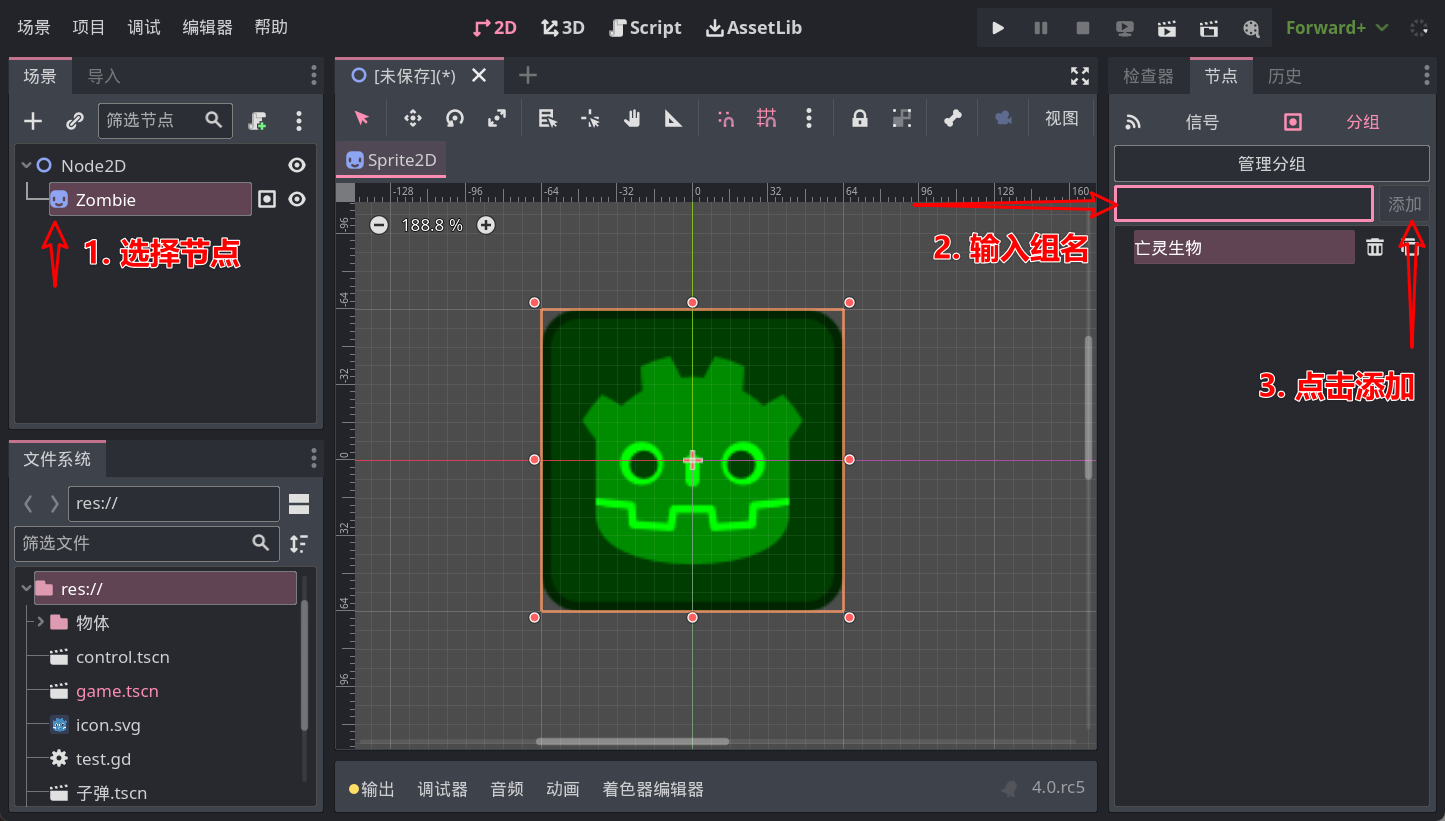 场景 项目 调试 编辑器 帮助 2D 3D Script AssetLib Forward+
场景 导入
筛选节点
Node2D
Zombie
1. 选择节点
文件系统
res://
筛选文件
res://
物体
control.tscn
game.tscn
icon.svg
test.gd
子弹.tscn
[未保存](*)
视图
Sprite2D
-128 -96 -64 -32 0 32 64 96 128 160
188.8 %
-96
-64
-32
0
32
64
96
2. 输入组名
输出 调试器 音频 动画 着色器编辑器 4.0.rc5
检查器 节点 历史
信号 分组
管理分组
添加
亡灵生物
3. 点击添加